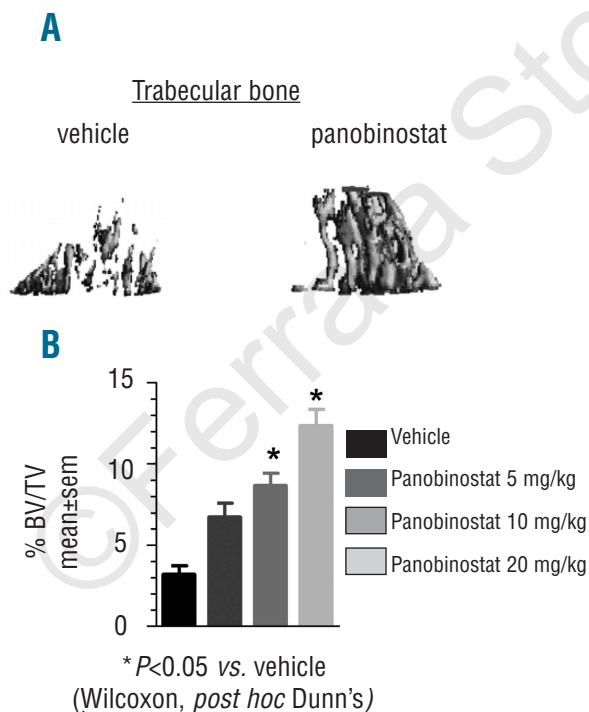 A
Trabecular bone
vehicle panobinostat
B
15
10
5
0
% BV/TV
mean±sem
*
*
Vehicle
Panobinostat 5 mg/kg
Panobinostat 10 mg/kg
Panobinostat 20 mg/kg
*P<0.05 vs. vehicle
(Wilcoxon, post hoc Dunn's)
©Ferrata Sto